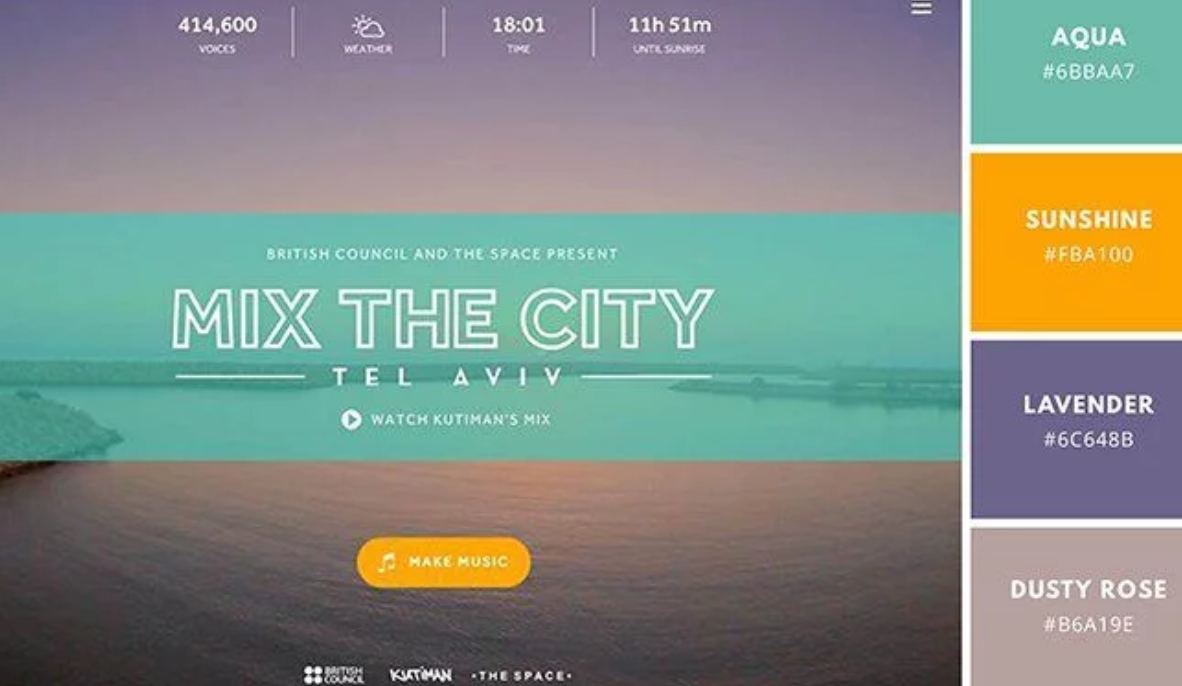 414,600
VOICES
WEATHER
18:01
TIME
11h 51m
UNTIL SUNRISE
BRITISH COUNCIL AND THE SPACE PRESENT
MIX THE CITY
TEL AVIV
WATCH KUTIMAN'S MIX
MAKE MUSIC
BRITISH
COUNCIL
KUTIMAN
•THE SPACE•
AQUA
#6BBAA7
SUNSHINE
#FBA100
LAVENDER
#6C648B
DUSTY ROSE
#B6A19E